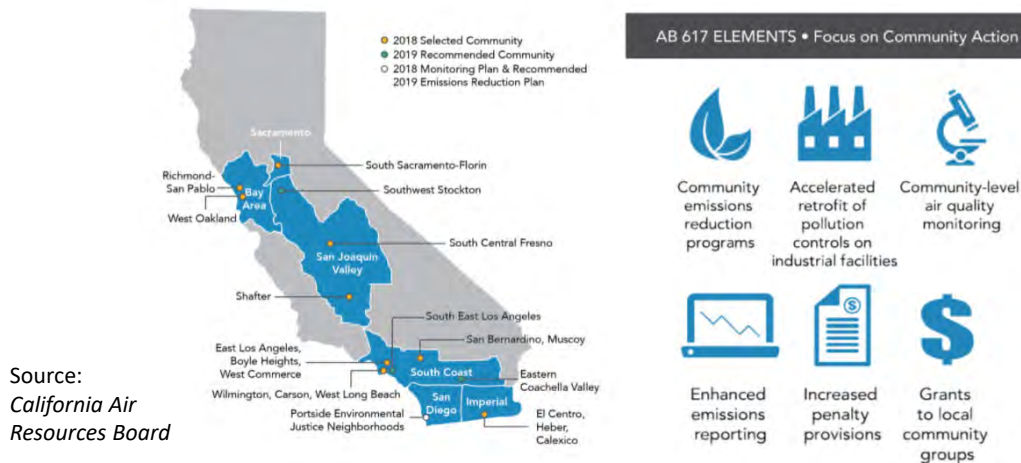 2018 Selected Community
2019 Recommended Community
2018 Monitoring Plan & Recommended
2019 Emissions Reduction Plan
Sacramento
South Sacramento-Florin
Richmond-
San Pablo
Bay
Area
Southwest Stockton
West Oakland
South Central Fresno
San Joaquin
Valley
Shafter
South East Los Angeles
San Bernardino, Muscoy
East Los Angeles,
Boyle Heights,
West Commerce
South Coast
Eastern
Coachella Valley
Wilmington, Carson, West Long Beach
San
Diego
Imperial
Portside Environmental
Justice Neighborhoods
El Centro,
Heber,
Calexico
Source:
California Air
Resources Board
AB 617 ELEMENTS • Focus on Community Action
Community
emissions
reduction
programs
Accelerated
retrofit of
pollution
controls on
industrial facilities
Community-level
air quality
monitoring
$
$
Enhanced
emissions
reporting
Increased
penalty
provisions
Grants
to local
community
groups